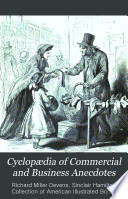 Cyclopædia of Commercial
and Business Anecdotes
Richard Miller Devens, Sinclair Hamilton
Collection of American Illustrated Books